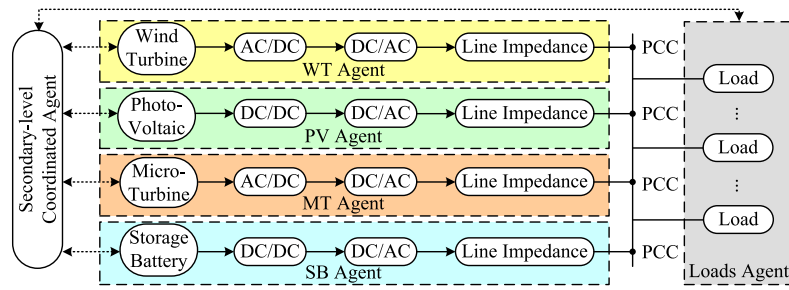 Secondary-level
Coordinated Agent
Wind
Turbine
AC/DC
DC/AC
Line Impedance
WT Agent
PCC
Photo-
Voltaic
DC/DC
DC/AC
Line Impedance
PV Agent
PCC
Micro-
Turbine
AC/DC
DC/AC
Line Impedance
MT Agent
PCC
Storage
Battery
DC/DC
DC/AC
Line Impedance
SB Agent
PCC
Load
...
Load
...
Load
Loads Agent